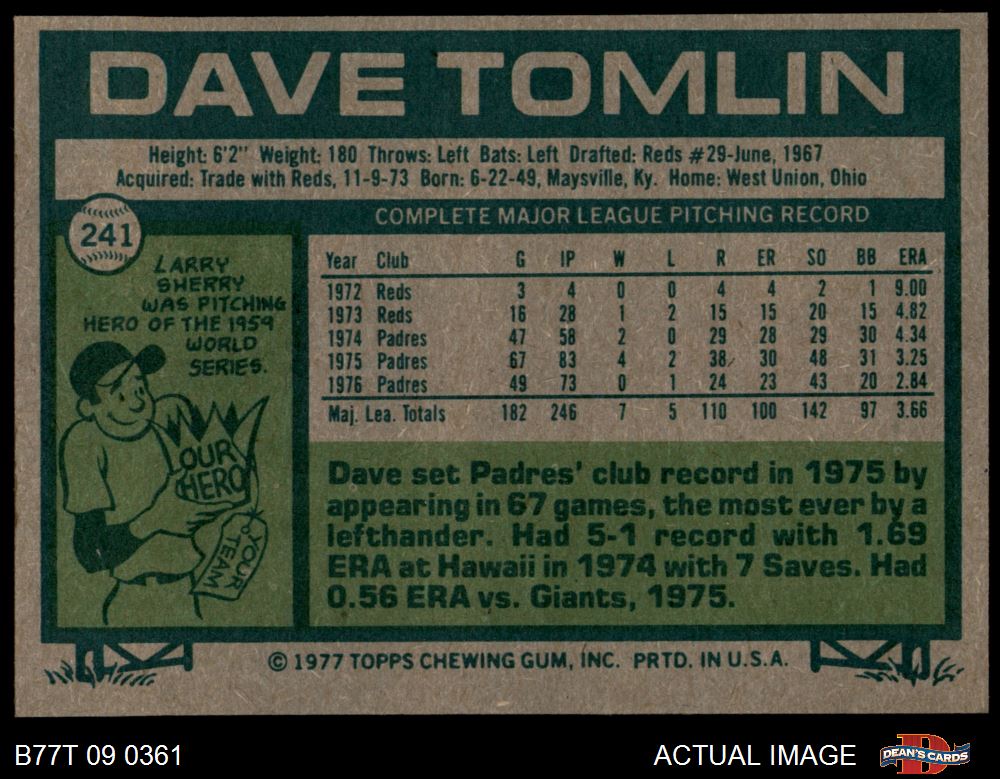 DAVE TOMLIN
Height: 6'2" Weight: 180 Throws: Left Bats: Left Drafted: Reds #29-June, 1967
Acquired: Trade with Reds, 11-9-73 Born: 6-22-49, Maysville, Ky. Home: West Union, Ohio
241
LARRY
SHERRY
WAS PITCHING
HERO OF THE 1959
WORLD
SERIES.
OUR
HERO
YOUR
TEAM
COMPLETE MAJOR LEAGUE PITCHING RECORD
Year Club G IP W L R ER SO BB ERA
1972 Reds 3 4 0 0 4 4 2 1 9.00
1973 Reds 16 28 1 2 15 15 20 15 4.82
1974 Padres 47 58 2 0 29 28 29 30 4.34
1975 Padres 67 83 4 2 38 30 48 31 3.25
1976 Padres 49 73 0 1 24 23 43 20 2.84
Maj. Lea. Totals 182 246 7 5 110 100 142 97 3.66
Dave set Padres' club record in 1975 by
appearing in 67 games, the most ever by a
lefthander. Had 5-1 record with 1.69
ERA at Hawaii in 1974 with 7 Saves. Had
0.56 ERA vs. Giants, 1975.
© 1977 TOPPS CHEWING GUM, INC. PRTD. IN U.S.A.
B77T 09 0361
ACTUAL IMAGE
DEAN'S CARDS